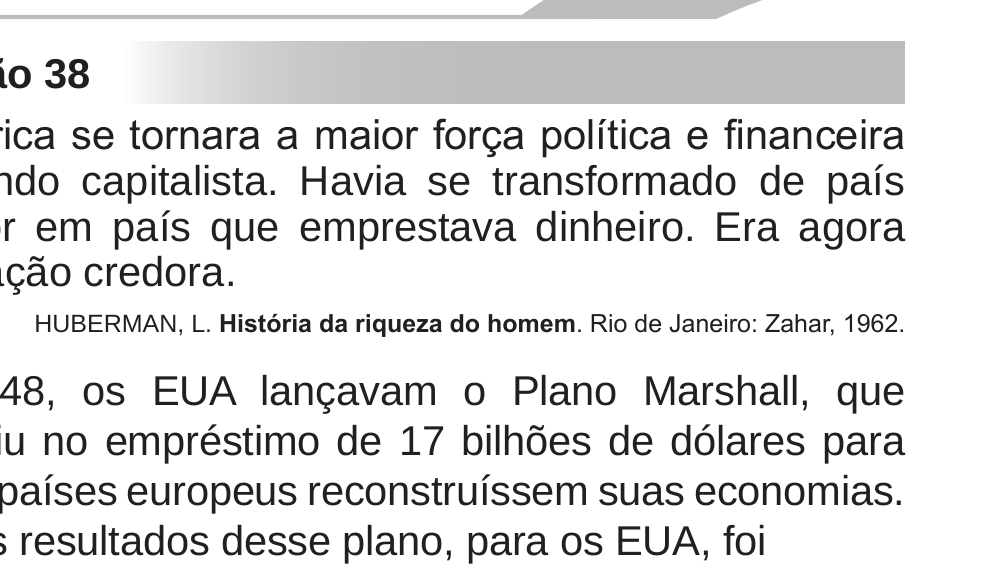 ão 38
rica se tornara a maior força política e financeira
ndo capitalista. Havia se transformado de país
or em país que emprestava dinheiro. Era agora
ação credora.
HUBERMAN, L. História da riqueza do homem. Rio de Janeiro: Zahar, 1962.
48, os EUA lançavam o Plano Marshall, que
iu no empréstimo de 17 bilhões de dólares para
países europeus reconstruíssem suas economias.
s resultados desse plano, para os EUA, foi